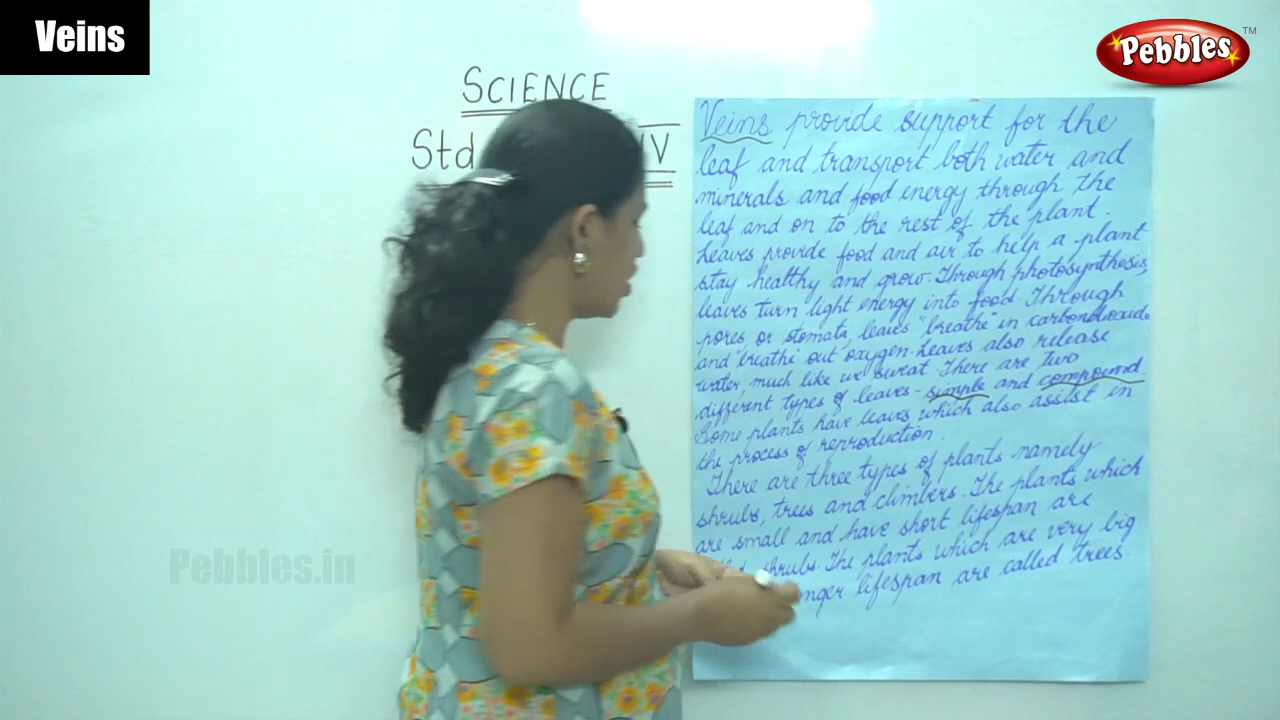 Veins
Pebbles TM
SCIENCE
Std IV
Veins provide support for the
leaf and transport both water and
minerals and food energy through the
leaf and on to the rest of the plant.
Leaves provide food and air to help a plant
stay healthy and grow. Through photosynthesis,
leaves turn light energy into food. Through
pores or stomata, leaves "breathe" in carbondioxide
and "breathe" out oxygen. Leaves also release
water, much like we sweat. There are two
different types of leaves - simple and compound.
Some plants have leaves which also assist in
the process of reproduction.
There are three types of plants namely
shrubs, trees and climbers. The plants which
are small and have short lifespan are
shrubs. The plants which are very big
lifespan are called trees.
Pebbles.in